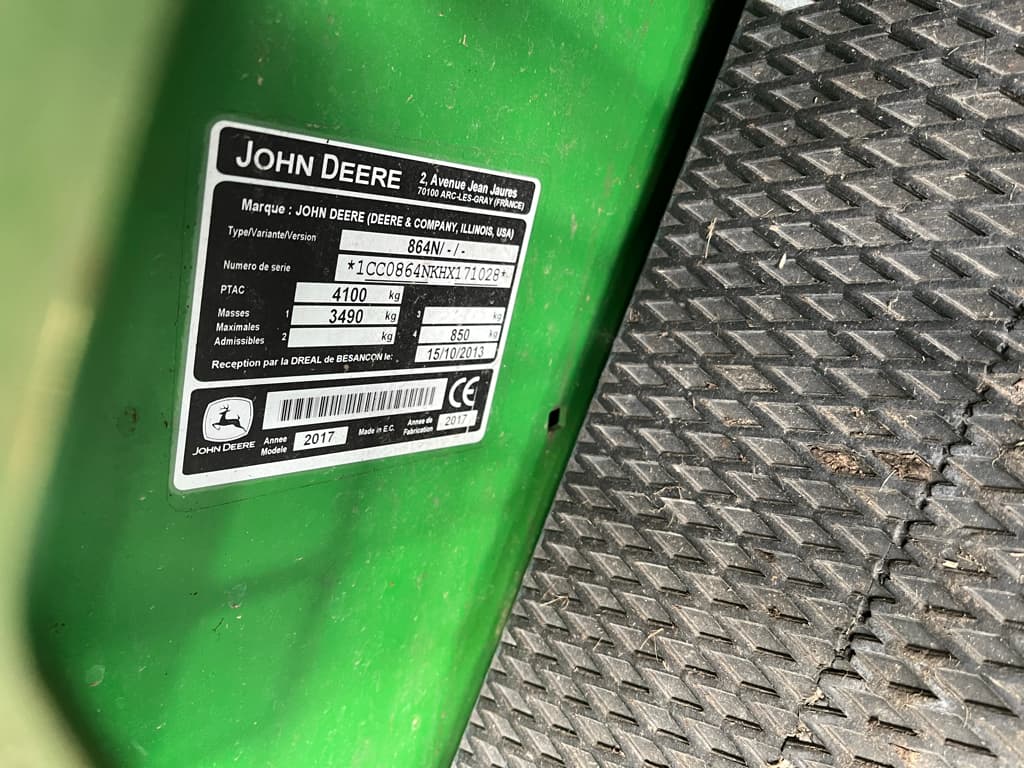 JOHN DEERE
2, Avenue Jean Jaures
70100 ARC-LES-GRAY (FRANCE)
Marque : JOHN DEERE (DEERE & COMPANY, ILLINOIS, USA)
Type/Variante/Version 864N/ - / -
Numero de serie *1CC0864NKHX171028*
PTAC 4100 kg
Masses Maximales Admissibles
1 3490 kg
2 kg
3 kg
4 850 kg
Reception par la DREAL de BESANCON le: 15/10/2013
CE
JOHN DEERE
Annee Modele 2017
Made in E.C.
Annee de Fabrication 2017